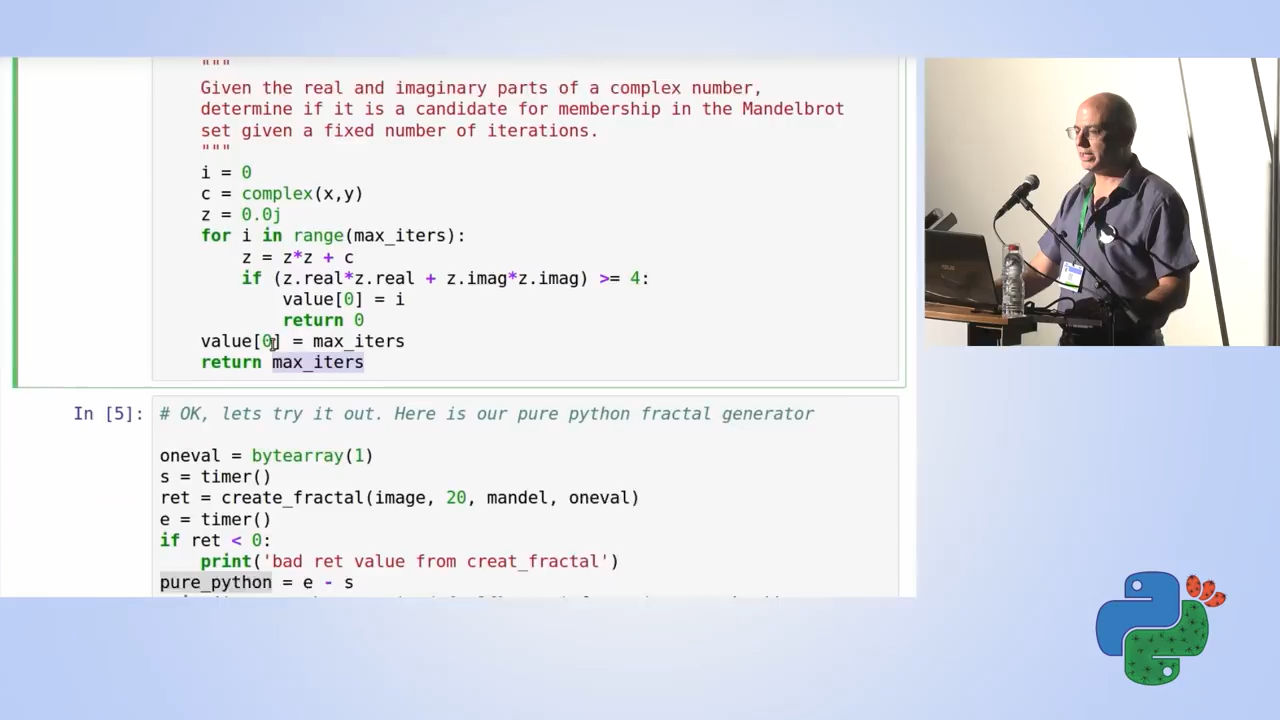 """
Given the real and imaginary parts of a complex number,
determine if it is a candidate for membership in the Mandelbrot
set given a fixed number of iterations.
"""
i = 0
c = complex(x,y)
z = 0.0j
for i in range(max_iters):
z = z*z + c
if (z.real*z.real + z.imag*z.imag) >= 4:
value[0] = i
return 0
value[0] = max_iters
return max_iters
In [5]:
# OK, lets try it out. Here is our pure python fractal generator
oneval = bytearray(1)
s = timer()
ret = create_fractal(image, 20, mandel, oneval)
e = timer()
if ret < 0:
print('bad ret value from creat_fractal')
pure_python = e - s